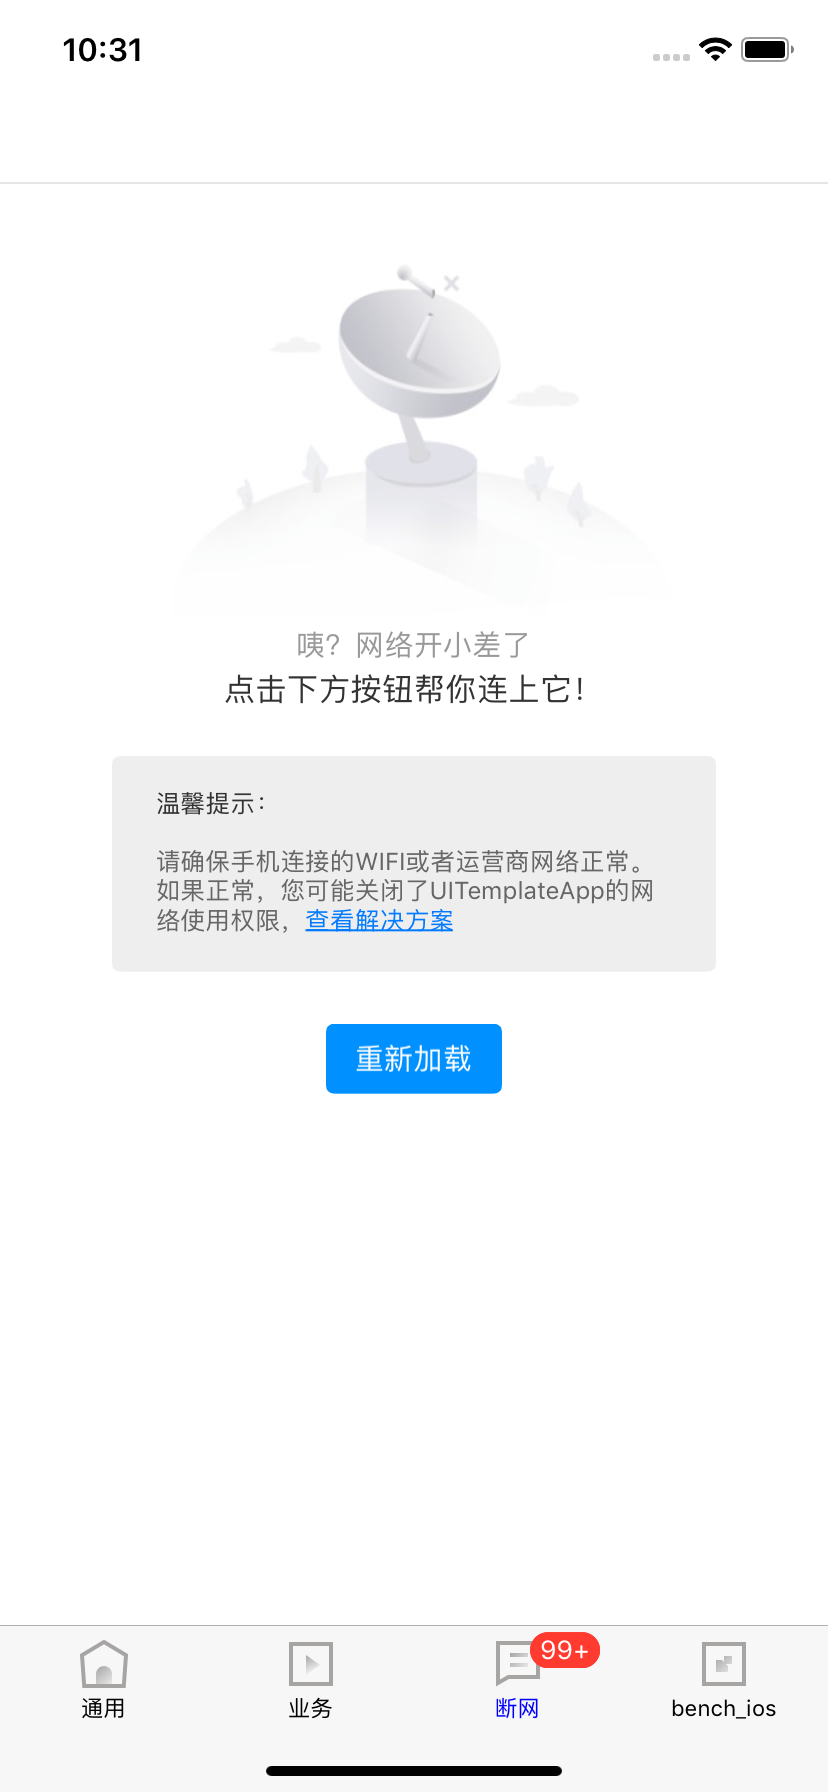 10:31
咦？网络开小差了
点击下方按钮帮你连上它！
温馨提示：
请确保手机连接的WIFI或者运营商网络正常。
如果正常，您可能关闭了UITemplateApp的网
络使用权限，查看解决方案
重新加载
99+
通用
业务
断网
bench_ios